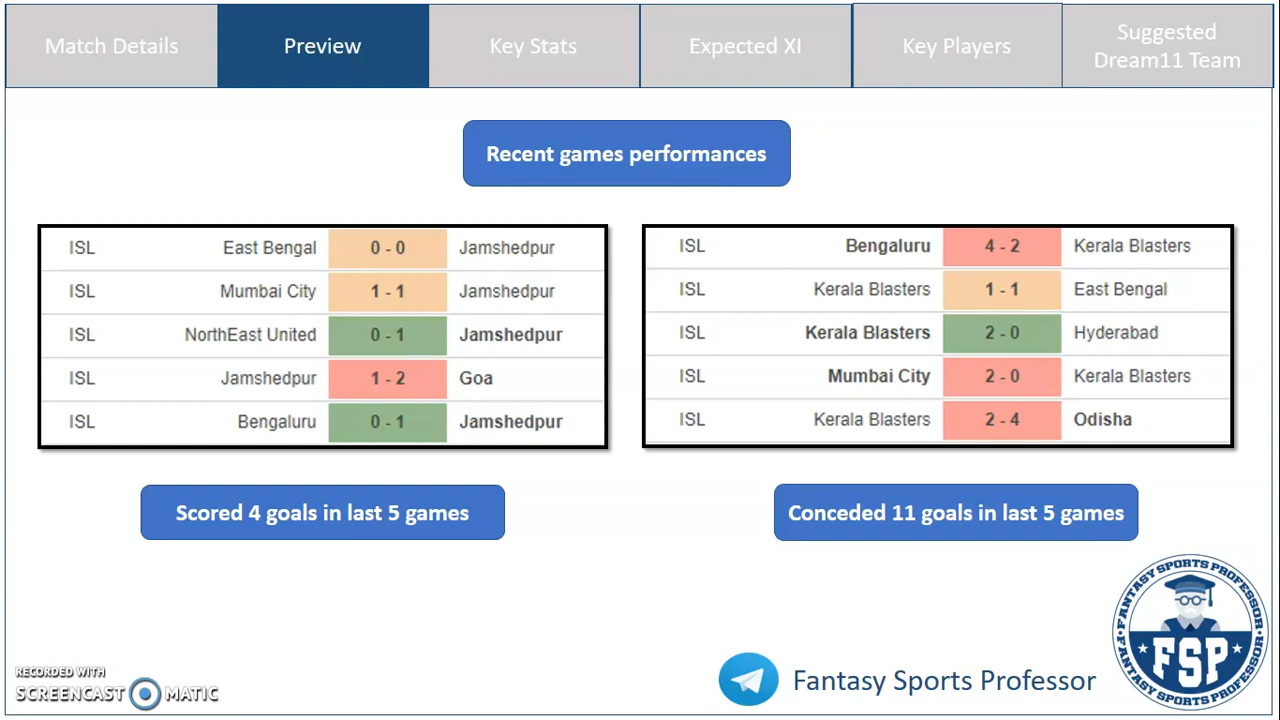 Match Details
Preview
Key Stats
Expected XI
Key Players
Suggested
Dream11 Team
Recent games performances
ISL East Bengal 0 - 0 Jamshedpur
ISL Mumbai City 1 - 1 Jamshedpur
ISL NorthEast United 0 - 1 Jamshedpur
ISL Jamshedpur 1 - 2 Goa
ISL Bengaluru 0 - 1 Jamshedpur
ISL Bengaluru 4 - 2 Kerala Blasters
ISL Kerala Blasters 1 - 1 East Bengal
ISL Kerala Blasters 2 - 0 Hyderabad
ISL Mumbai City 2 - 0 Kerala Blasters
ISL Kerala Blasters 2 - 4 Odisha
Scored 4 goals in last 5 games
Conceded 11 goals in last 5 games
RECORDED WITH
SCREENCAST MATIC
Fantasy Sports Professor
FANTASY SPORTS PROFESSOR
FANTASY SPORTS PROFESSOR
FSP